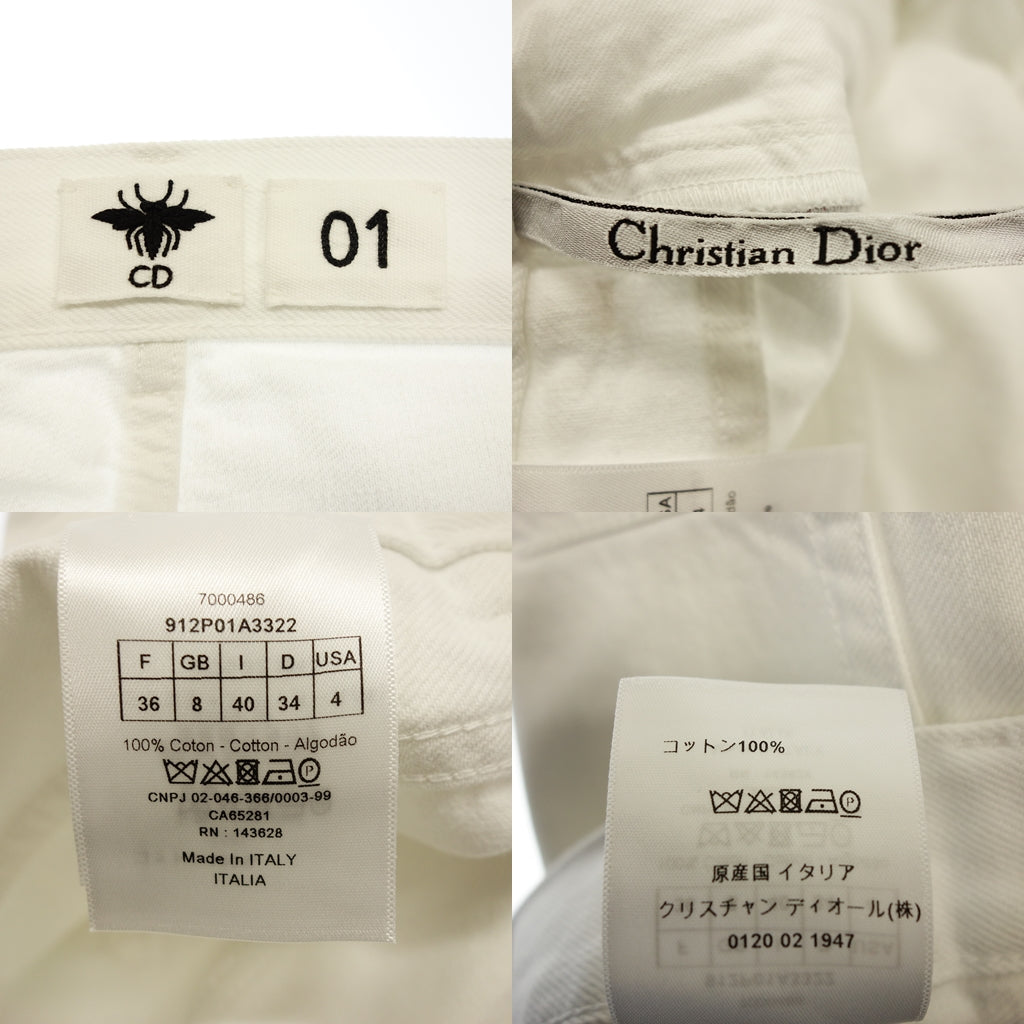 CD
01
Christian Dior
7000486
912P01A3322
F GB I D USA
36 8 40 34 4
100% Coton - Cotton - Algodão
P
CNPJ 02-046-366/0003-99
CA65281
RN : 143628
Made In ITALY
ITALIA
コットン100%
P
原産国 イタリア
クリスチャン ディオール(株)
0120 02 1947